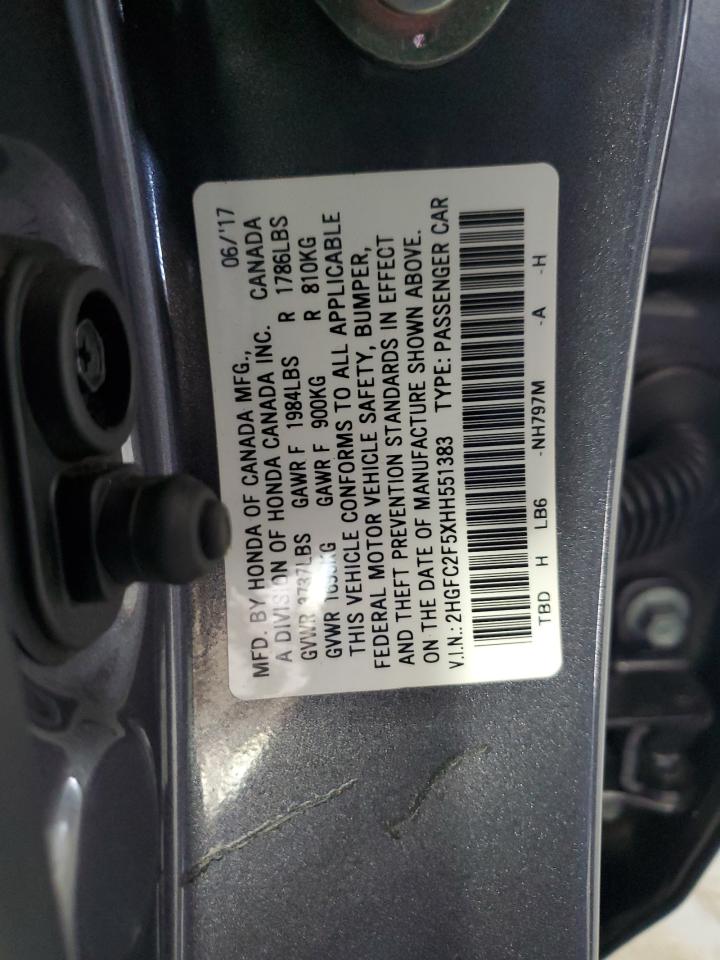 MFD. BY HONDA OF CANADA MFG., 06/'17
A DIVISION OF HONDA CANADA INC. CANADA
GVWR 3737LBS GAWR F 1984LBS R 1786LBS
GVWR GAWR F 900KG R 810KG
THIS VEHICLE CONFORMS TO ALL APPLICABLE
FEDERAL MOTOR VEHICLE SAFETY, BUMPER,
AND THEFT PREVENTION STANDARDS IN EFFECT
ON THE DATE OF MANUFACTURE SHOWN ABOVE.
V.I.N.: 2HGFC2F5XHH551383 TYPE: PASSENGER CAR
TBD H LB6 -NH797M -A -H